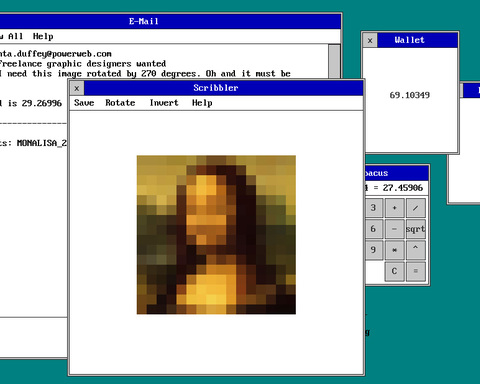 E-Mail
All Help
nta.duffey@powerweb.com
freelance graphic designers wanted
I need this image rotated by 270 degrees. Oh and it must be
l is 29.26996
ts: MONALISA_2
x Scribbler
Save Rotate Invert Help
x Wallet
69.10349
bacus
= 27.45906
3 + /
6 - sqrt
9 * ^
C =